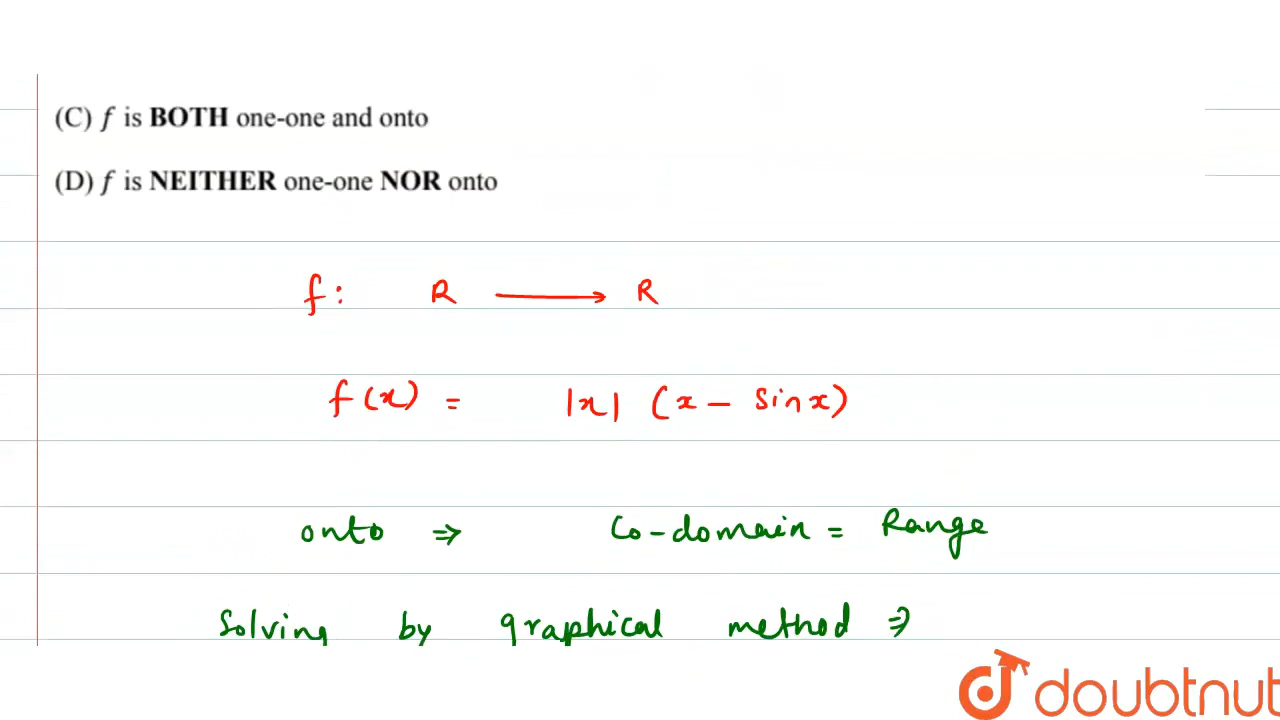 (C) f is BOTH one-one and onto
(D) f is NEITHER one-one NOR onto
f: R ⟶ R
f(x) = |x| (x − sinx)
onto ⇒ Co-domain = Range
Solving by graphical method ⇒
doubtnut